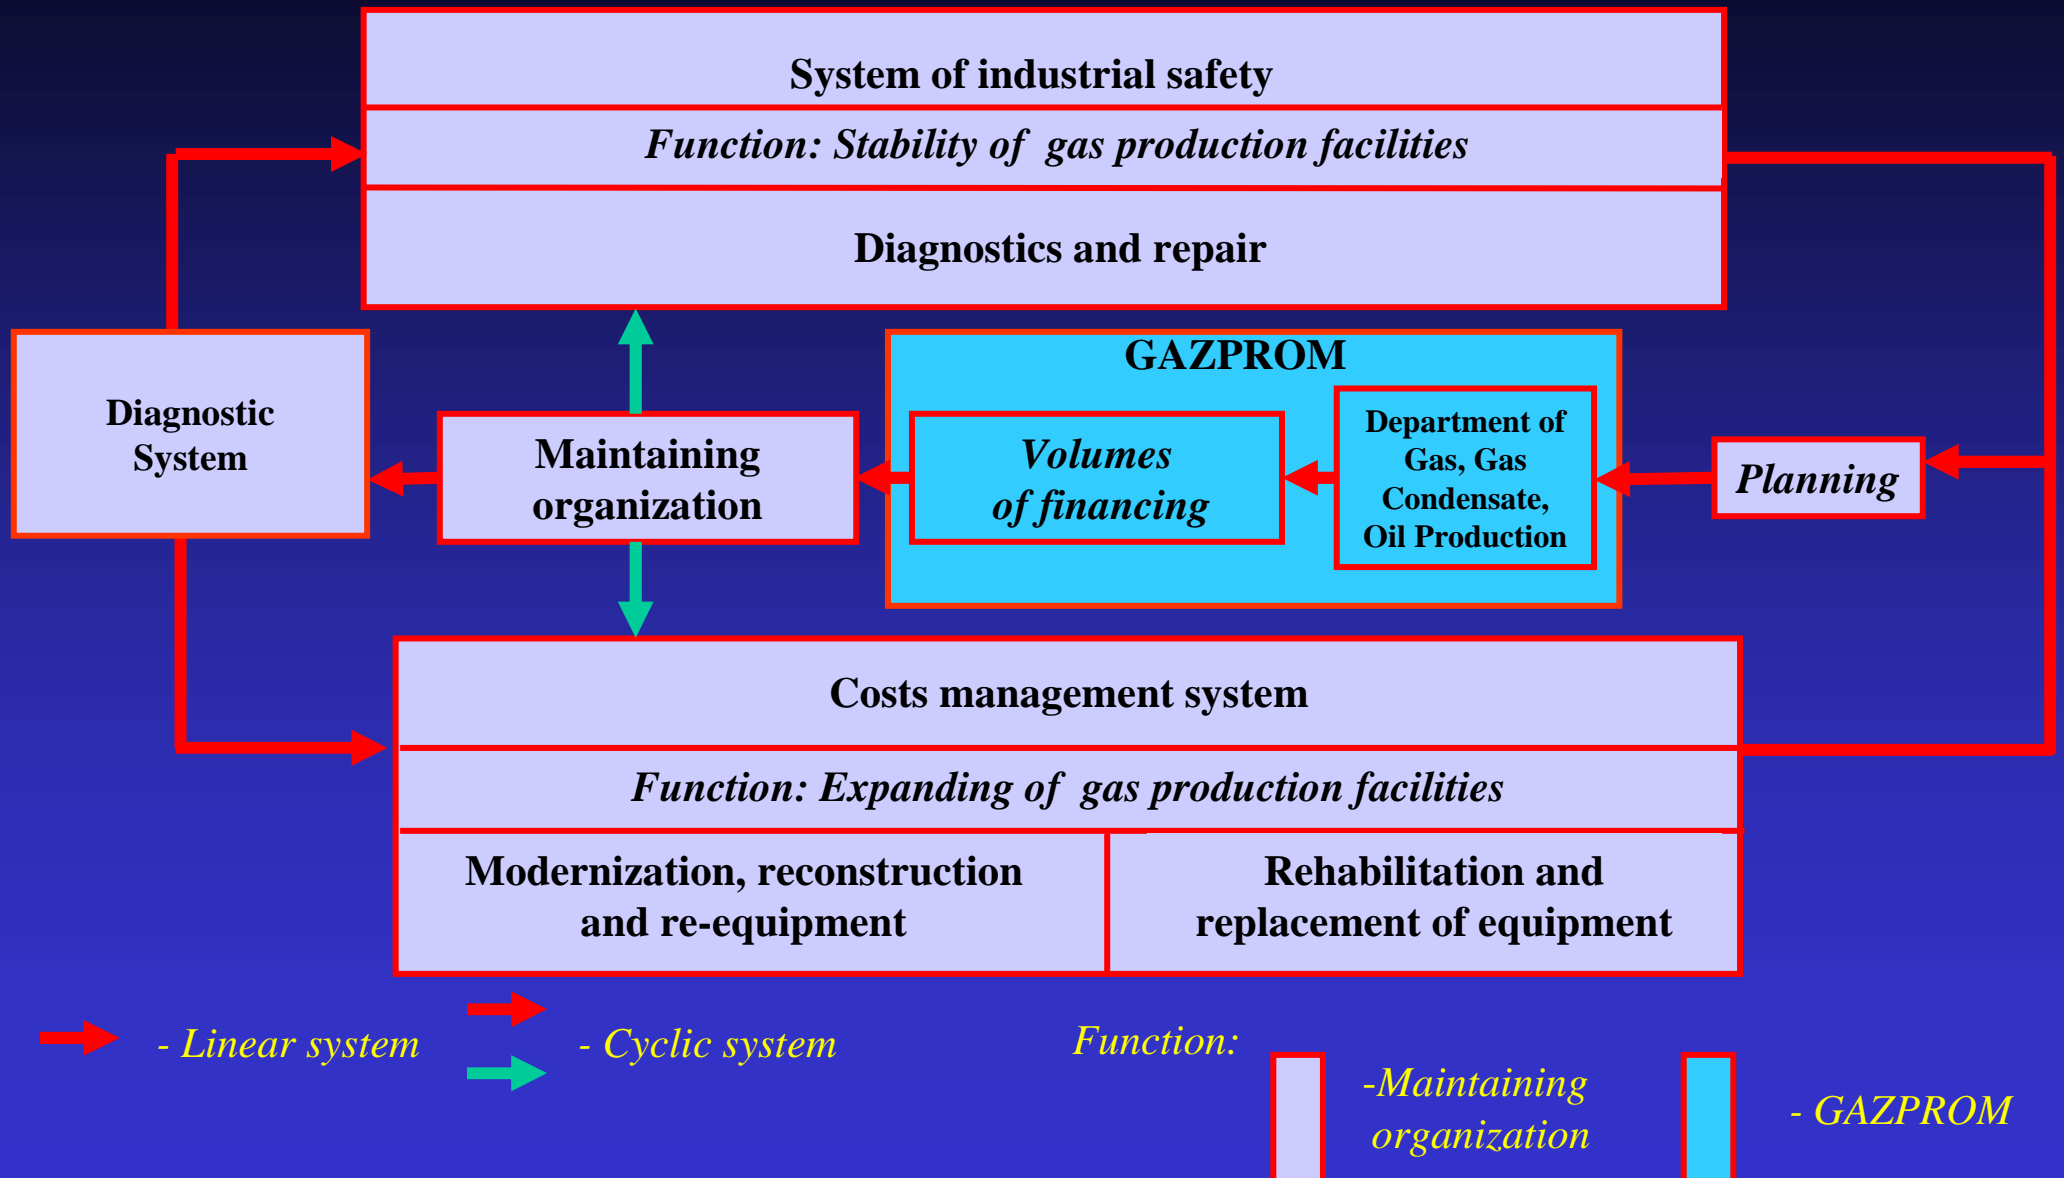 System of industrial safety
Function: Stability of gas production facilities
Diagnostics and repair
Diagnostic
System
Maintaining
organization
GAZPROM
Volumes
of financing
Department of
Gas, Gas
Condensate,
Oil Production
Planning
Costs management system
Function: Expanding of gas production facilities
Modernization, reconstruction
and re-equipment
Rehabilitation and
replacement of equipment
- Linear system
- Cyclic system
Function:
-Maintaining
organization
- GAZPROM